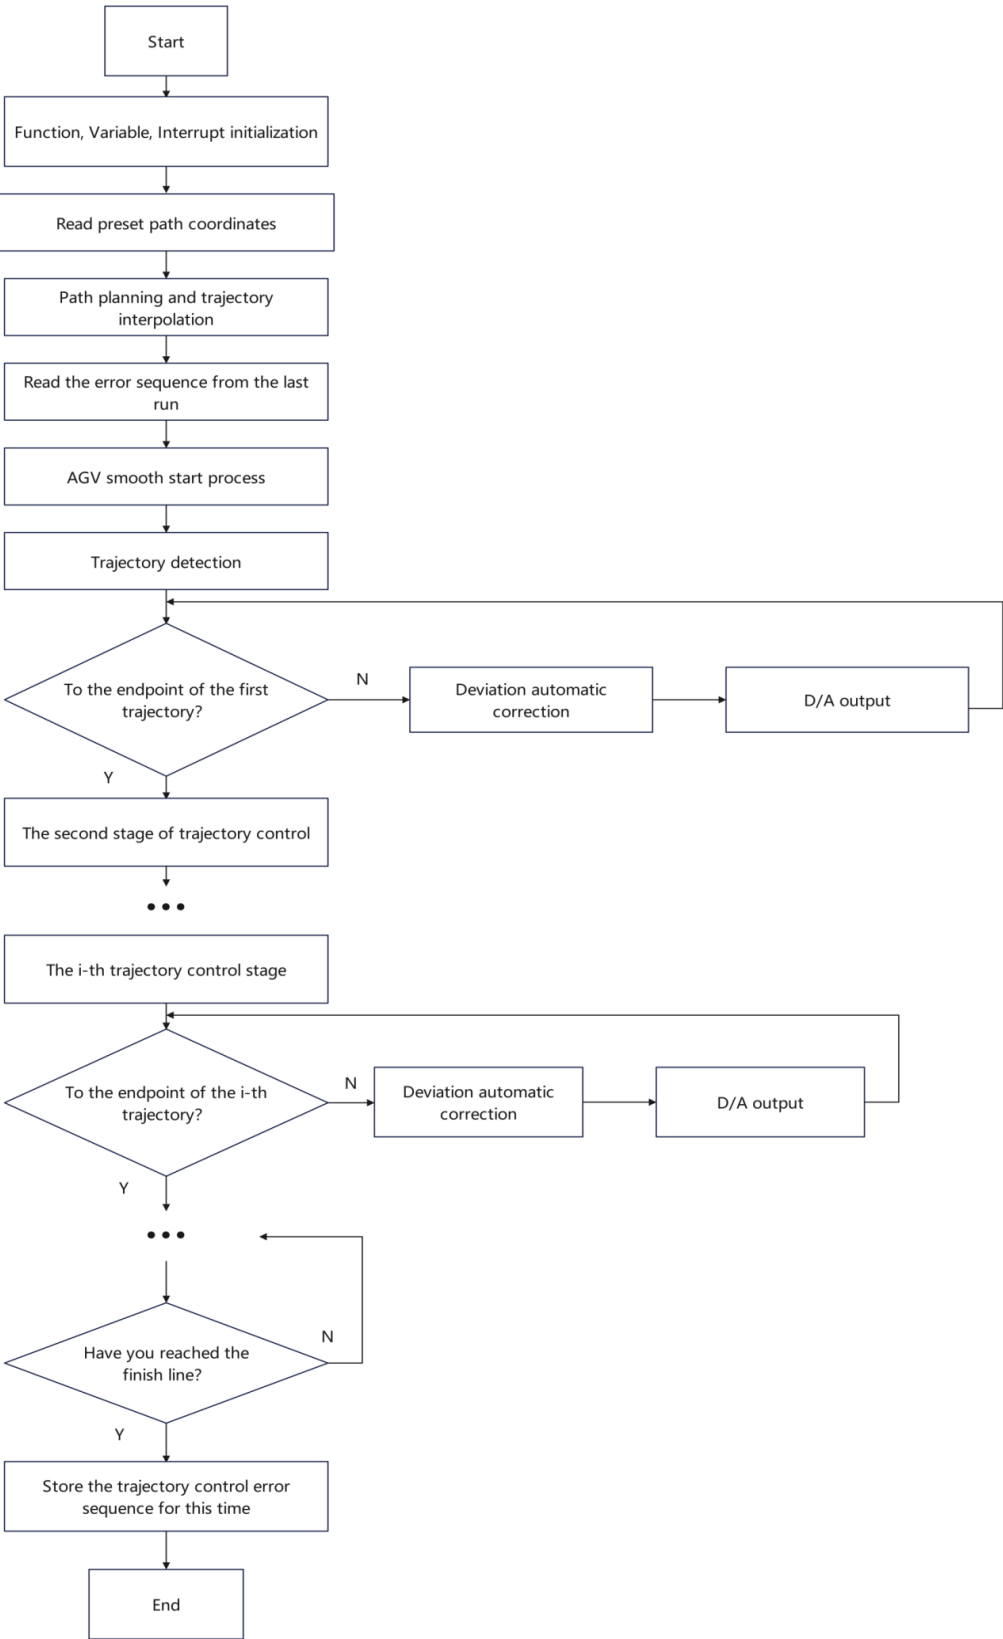 Start
Function, Variable, Interrupt initialization
Read preset path coordinates
Path planning and trajectory
interpolation
Read the error sequence from the last
run
AGV smooth start process
Trajectory detection
To the endpoint of the first
trajectory?
N
Deviation automatic
correction
D/A output
Y
The second stage of trajectory control
•••
The i-th trajectory control stage
To the endpoint of the i-th
trajectory?
N
Deviation automatic
correction
D/A output
Y
•••
Have you reached the
finish line?
N
Y
Store the trajectory control error
sequence for this time
End